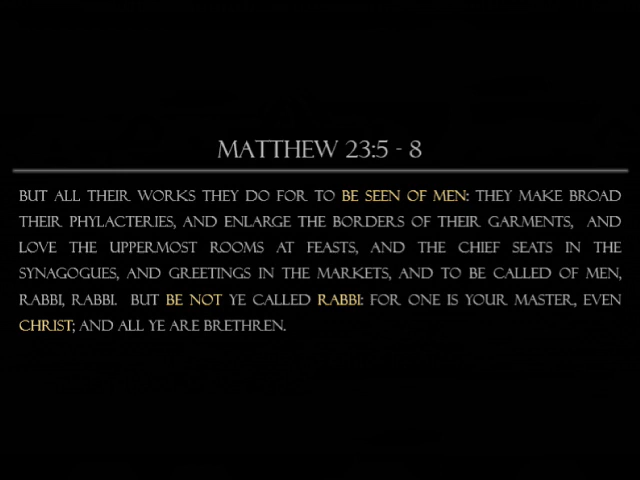 MATTHEW 23:5 - 8
BUT ALL THEIR WORKS THEY DO FOR TO BE SEEN OF MEN: THEY MAKE BROAD
THEIR PHYLACTERIES, AND ENLARGE THE BORDERS OF THEIR GARMENTS, AND
LOVE THE UPPERMOST ROOMS AT FEASTS, AND THE CHIEF SEATS IN THE
SYNAGOGUES, AND GREETINGS IN THE MARKETS, AND TO BE CALLED OF MEN,
RABBI, RABBI. BUT BE NOT YE CALLED RABBI: FOR ONE IS YOUR MASTER, EVEN
CHRIST; AND ALL YE ARE BRETHREN.